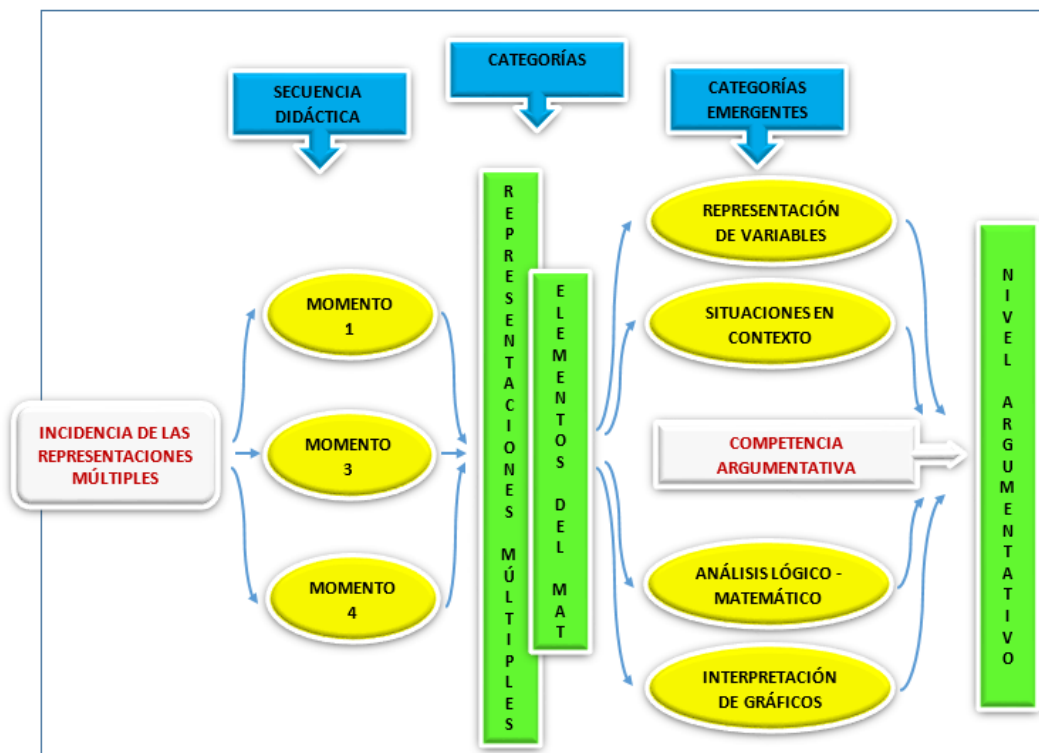 SECUENCIA
DIDÁCTICA
CATEGORÍAS
CATEGORÍAS
EMERGENTES
INCIDENCIA DE LAS
REPRESENTACIONES
MÚLTIPLES
MOMENTO
1
MOMENTO
3
MOMENTO
4
REPRESENTACIONES MÚLTIPLES
ELEMENTOS DEL MAT
REPRESENTACIÓN
DE VARIABLES
SITUACIONES EN
CONTEXTO
COMPETENCIA
ARGUMENTATIVA
ANÁLISIS LÓGICO -
MATEMÁTICO
INTERPRETACIÓN
DE GRÁFICOS
NIVEL ARGUMENTATIVO